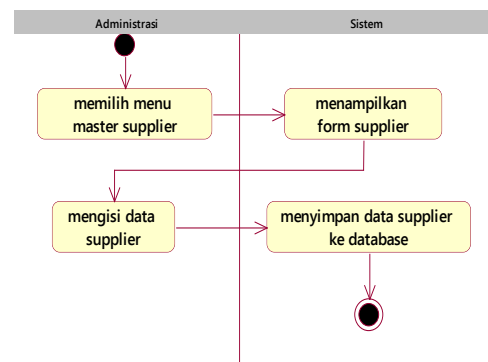 Administrasi
Sistem
memilih menu
master supplier
menampilkan
form supplier
mengisi data
supplier
menyimpan data supplier
ke database